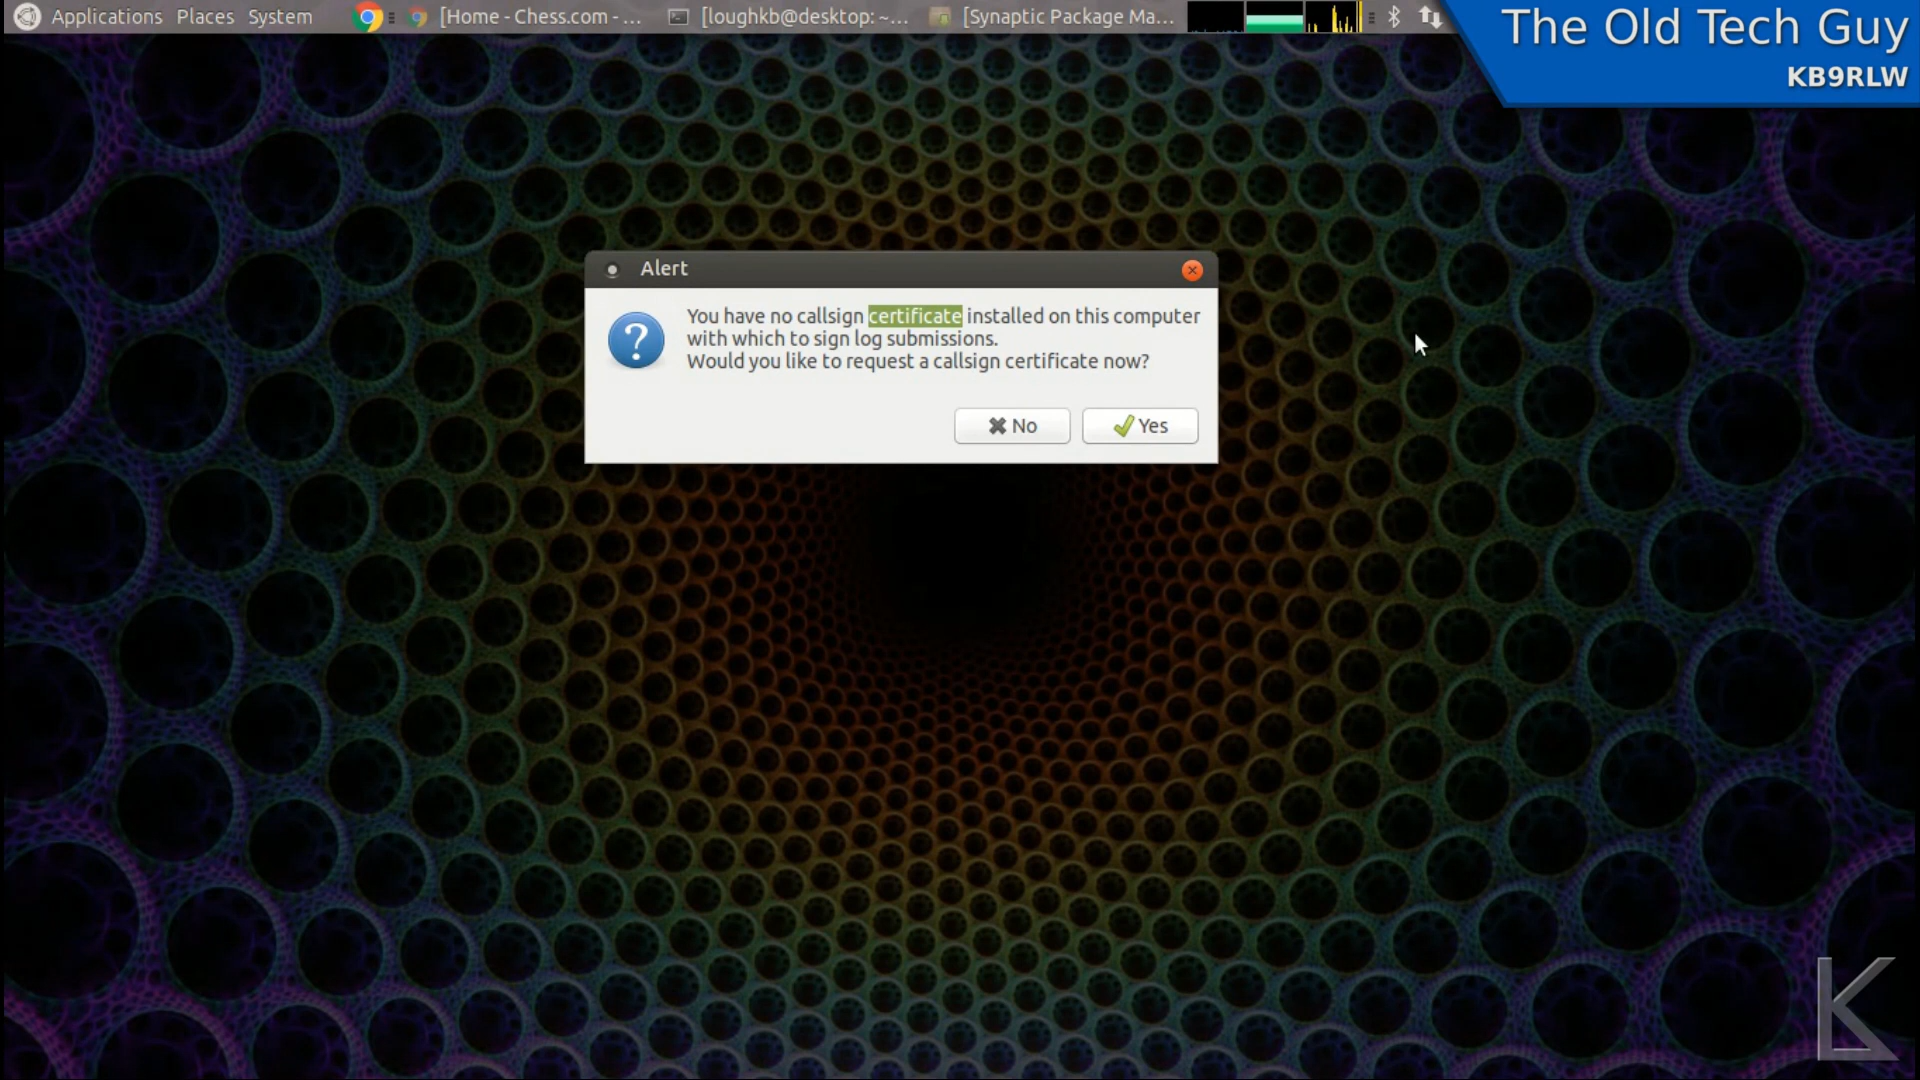 Applications Places System [Home - Chess.com - ... [loughkb@desktop: ~... [Synaptic Package Ma...
The Old Tech Guy
KB9RLW
Alert
You have no callsign certificate installed on this computer
with which to sign log submissions.
Would you like to request a callsign certificate now?
No Yes
K